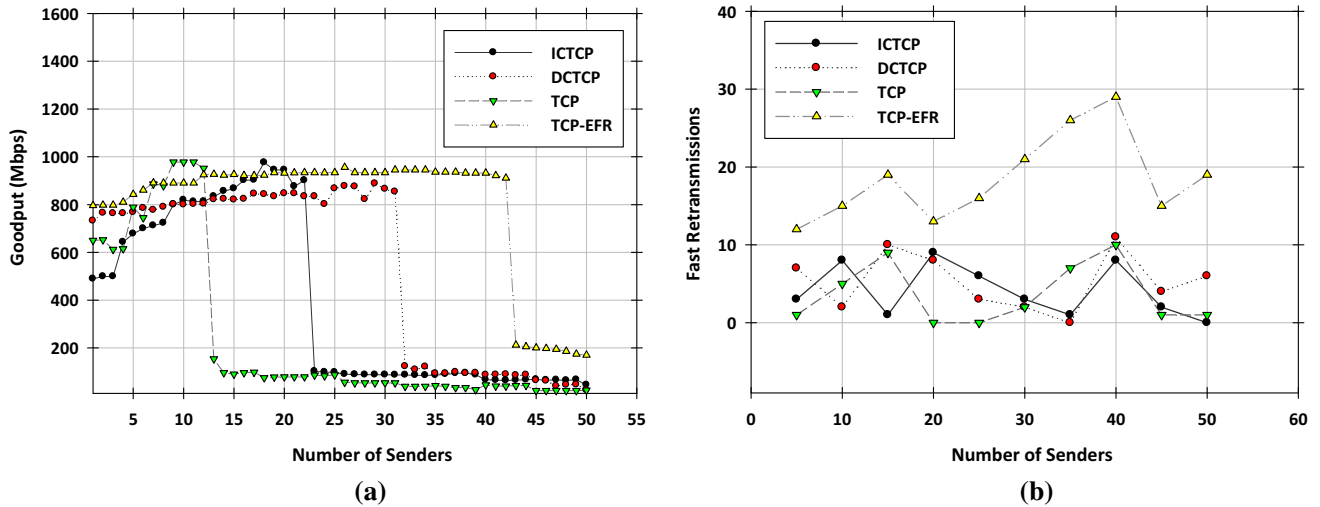 1600
1400
1200
1000
800
600
400
200
Goodput (Mbps)
ICTCP
DCTCP
TCP
TCP-EFR
5 10 15 20 25 30 35 40 45 50 55
Number of Senders
(a)
40
30
20
10
0
Fast Retransmissions
ICTCP
DCTCP
TCP
TCP-EFR
0 10 20 30 40 50 60
Number of Senders
(b)